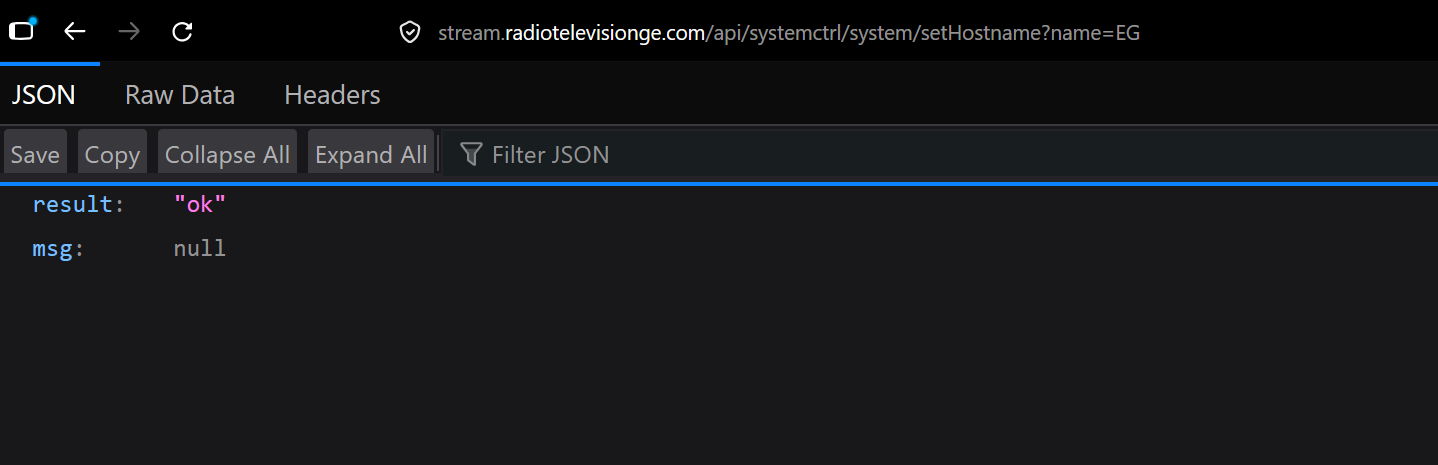 stream.radiotelevisionge.com/api/systemctrl/system/setHostname?name=EG
JSON Raw Data Headers
Save Copy Collapse All Expand All Filter JSON
result: "ok"
msg: null